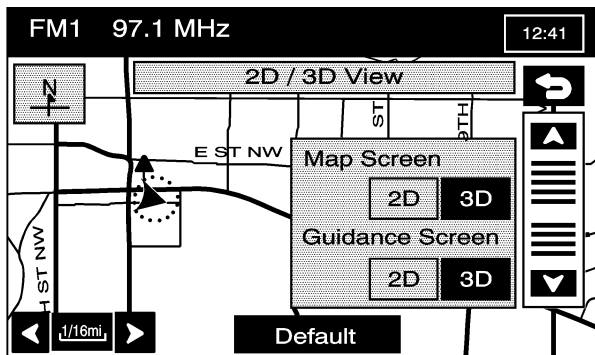 FM1 97.1 MHz
12:41
N
2D / 3D View
ST
9TH
E ST NW
Map Screen
2D 3D
Guidance Screen
2D 3D
H ST NW
1/16mi
Default